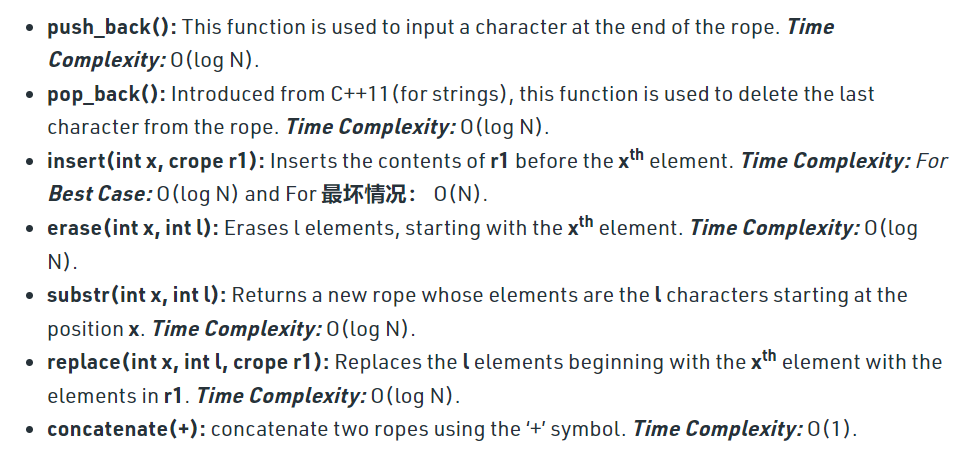 • push_back(): This function is used to input a character at the end of the rope. Time
Complexity: O(log N).
• pop_back(): Introduced from C++11(for strings), this function is used to delete the last
character from the rope. Time Complexity: O(log N).
• insert(int x, crope r1): Inserts the contents of r1 before the xth element. Time Complexity: For
Best Case: O(log N) and For 最坏情况： O(N).
• erase(int x, int l): Erases l elements, starting with the xth element. Time Complexity: O(log
N).
• substr(int x, int l): Returns a new rope whose elements are the l characters starting at the
position x. Time Complexity: O(log N).
• replace(int x, int l, crope r1): Replaces the l elements beginning with the xth element with the
elements in r1. Time Complexity: O(log N).
• concatenate(+): concatenate two ropes using the ‘+’ symbol. Time Complexity: O(1).